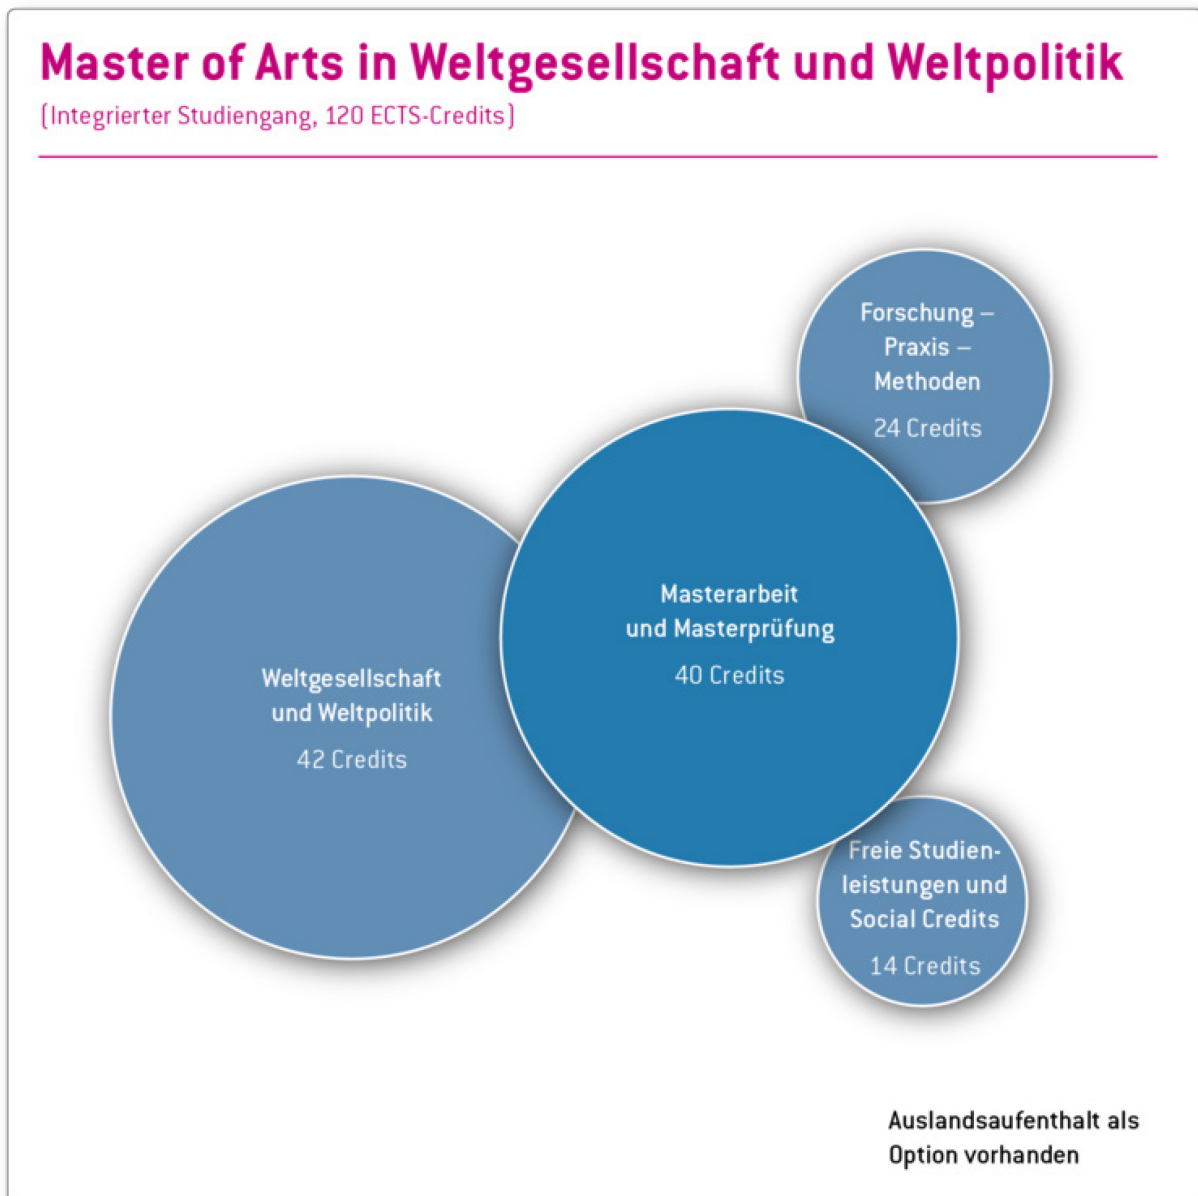 Master of Arts in Weltgesellschaft und Weltpolitik
(Integrierter Studiengang, 120 ECTS-Credits)
Forschung –
Praxis –
Methoden
24 Credits
Masterarbeit
und Masterprüfung
40 Credits
Weltgesellschaft
und Weltpolitik
42 Credits
Freie Studien-
leistungen und
Social Credits
14 Credits
Auslandsaufenthalt als
Option vorhanden